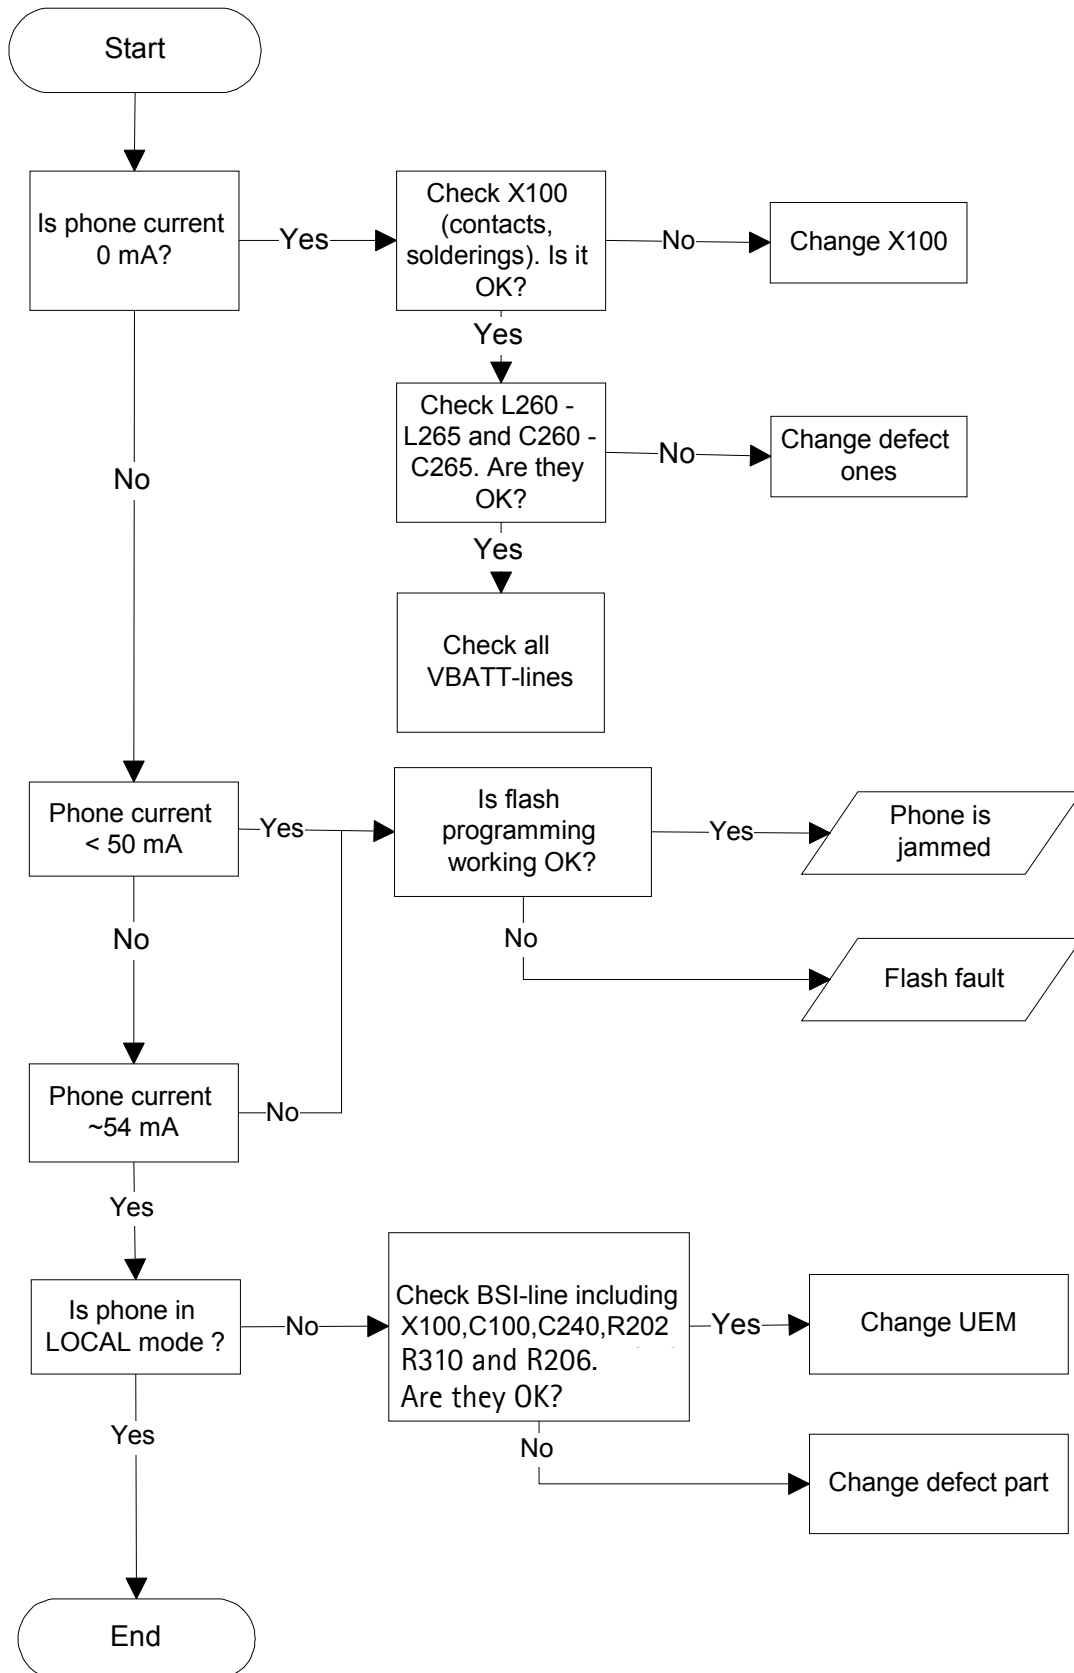 Start
Is phone current
0 mA?
Yes
Check X100
(contacts,
solderings). Is it
OK?
No
Change X100
Yes
Check L260 -
L265 and C260 -
C265. Are they
OK?
No
Change defect
ones
No
Yes
Check all
VBATT-lines
Phone current
< 50 mA
Yes
Is flash
programming
working OK?
Yes
Phone is
jammed
No
No
Flash fault
Phone current
~54 mA
No
Yes
Is phone in
LOCAL mode ?
No
Check BSI-line including
X100,C100,C240,R202
R310 and R206.
Are they OK?
Yes
Change UEM
Yes
No
Change defect part
End